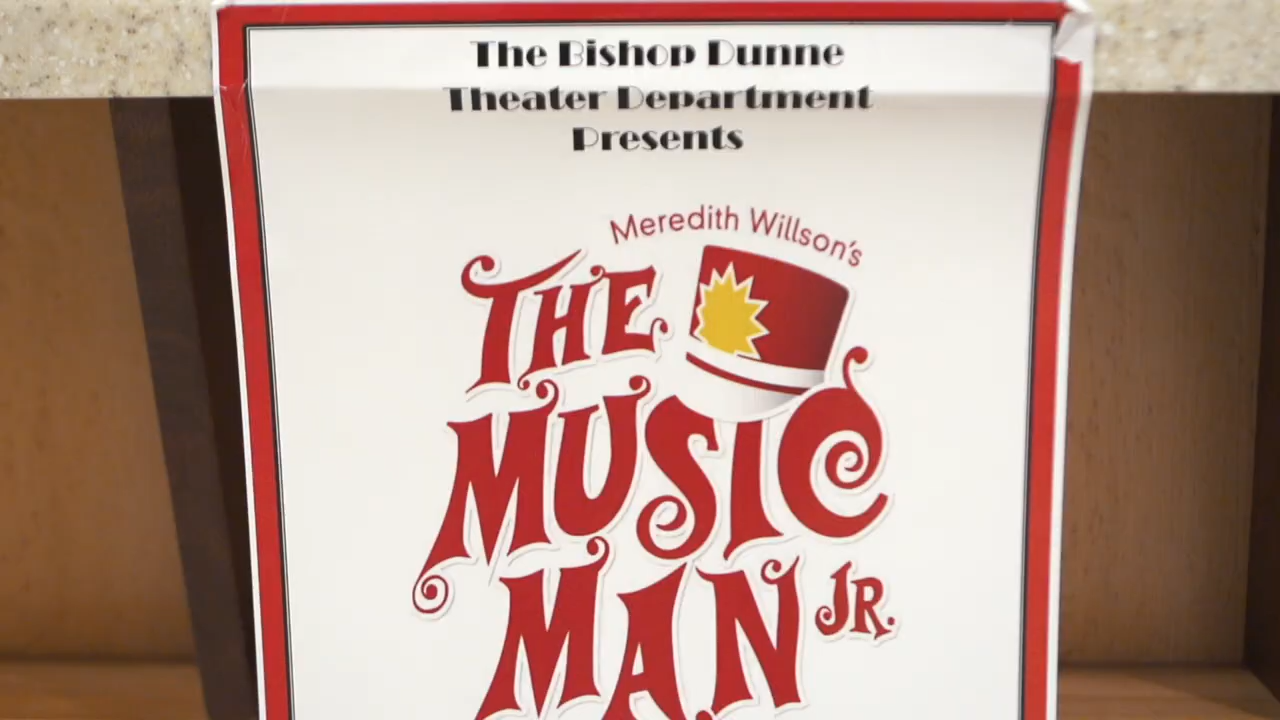 The Bishop Dunne
Theater Department
Presents
Meredith Willson's
THE
MUSIC
MAN JR.